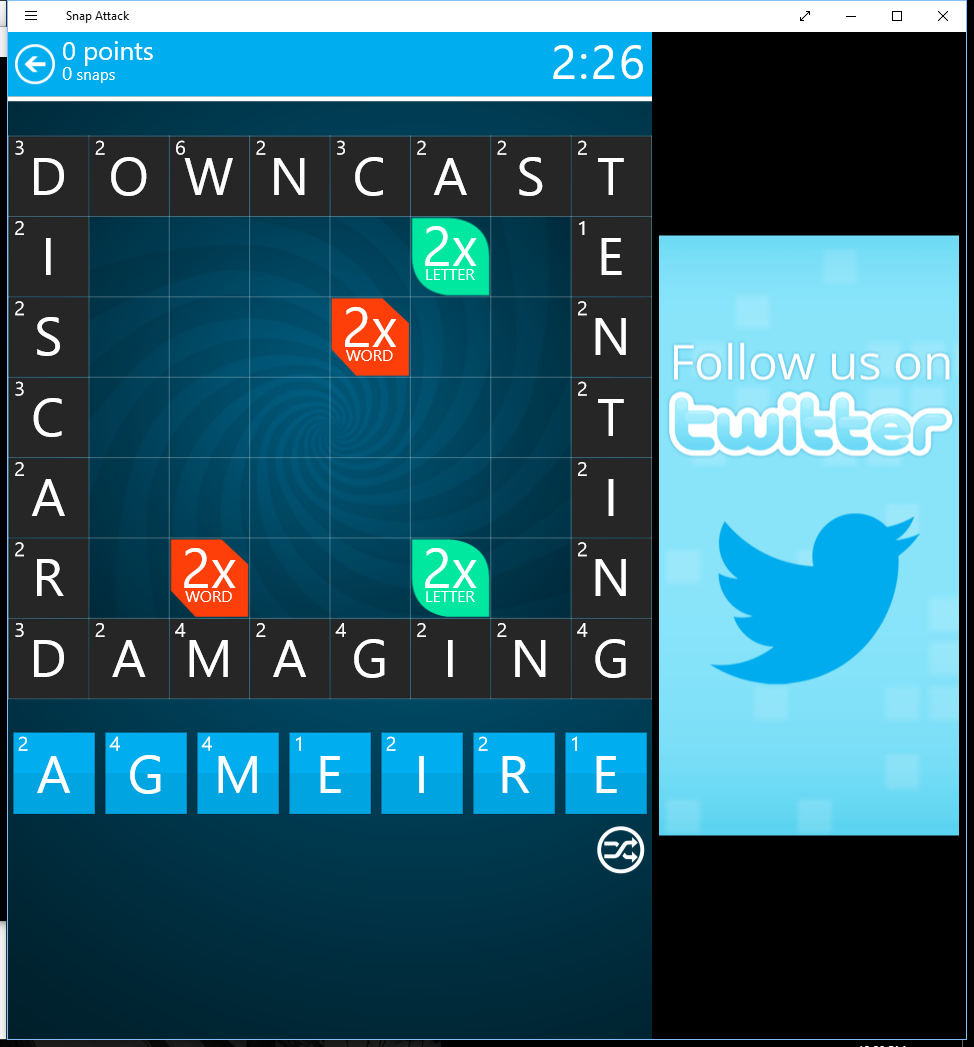 Snap Attack
0 points
0 snaps
2:26
3 D 2 O 6 W 2 N 3 C 2 A 2 S 2 T
2 I 2x LETTER 1 E
2 S 2x WORD 2 N
3 C 2 T
2 A 2 I
2 R 2x WORD 2x LETTER 2 N
3 D 2 A 4 M 2 A 4 G 2 I 2 N 4 G
2 A 4 G 4 M 1 E 2 I 2 R 1 E
Follow us on
twitter